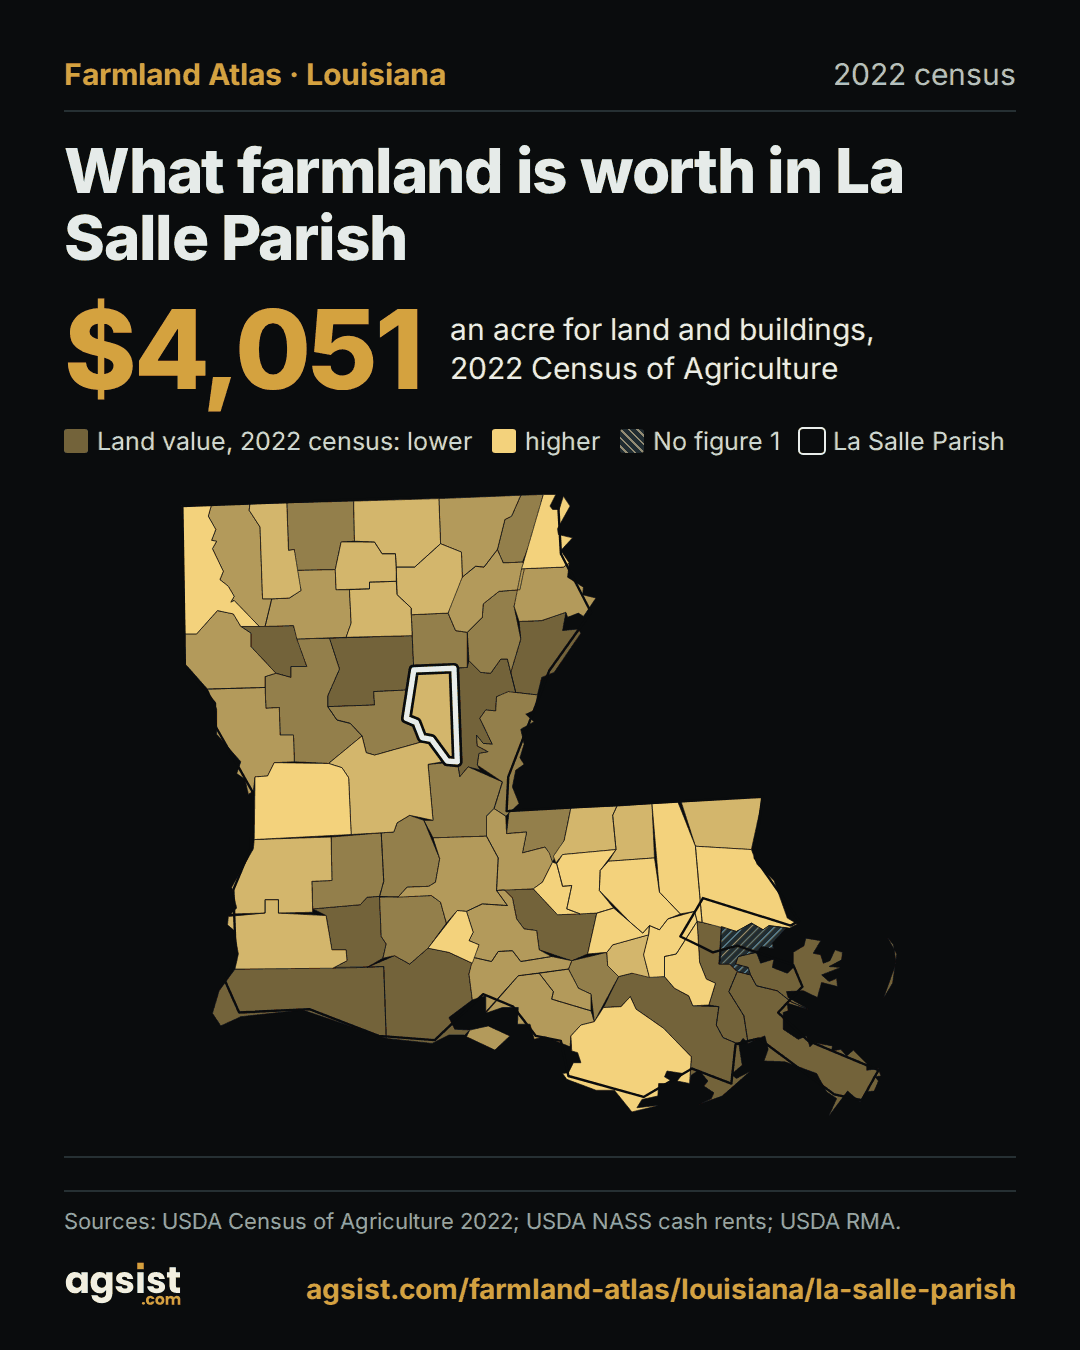 Farmland Atlas · Louisiana
2022 census
What farmland is worth in La
Salle Parish
$4,051
an acre for land and buildings,
2022 Census of Agriculture
Land value, 2022 census: lower
higher
No figure 1
La Salle Parish
Sources: USDA Census of Agriculture 2022; USDA NASS cash rents; USDA RMA.
agsist
.com
agsist.com/farmland-atlas/louisiana/la-salle-parish